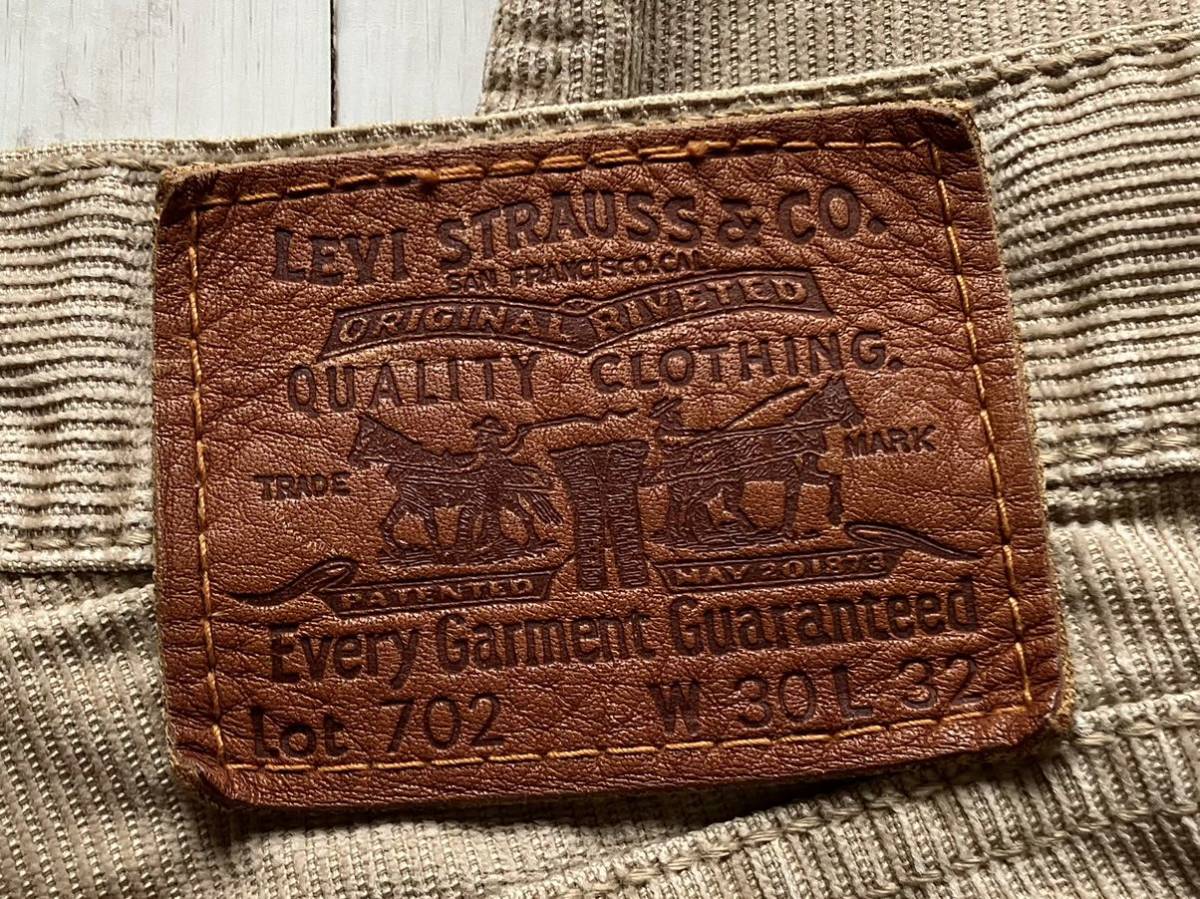 LEVI STRAUSS & CO.
SAN FRANCISCO.CAL
ORIGINAL RIVETED
QUALITY CLOTHING.
TRADE MARK
PATENTED MAY 20 1873
Every Garment Guaranteed
Lot 702 W 30 L 32